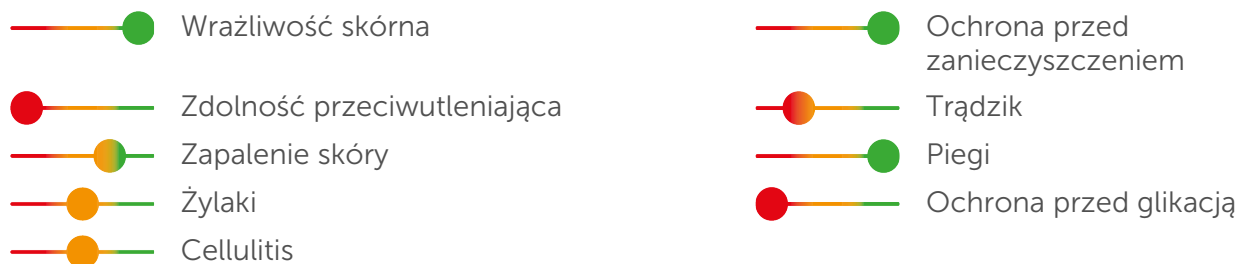 Wrażliwość skórna
Zdolność przeciwutleniająca
Zapalenie skóry
Żylaki
Cellulitis
Ochrona przed
zanieczyszczeniem
Trądzik
Piegi
Ochrona przed glikacją